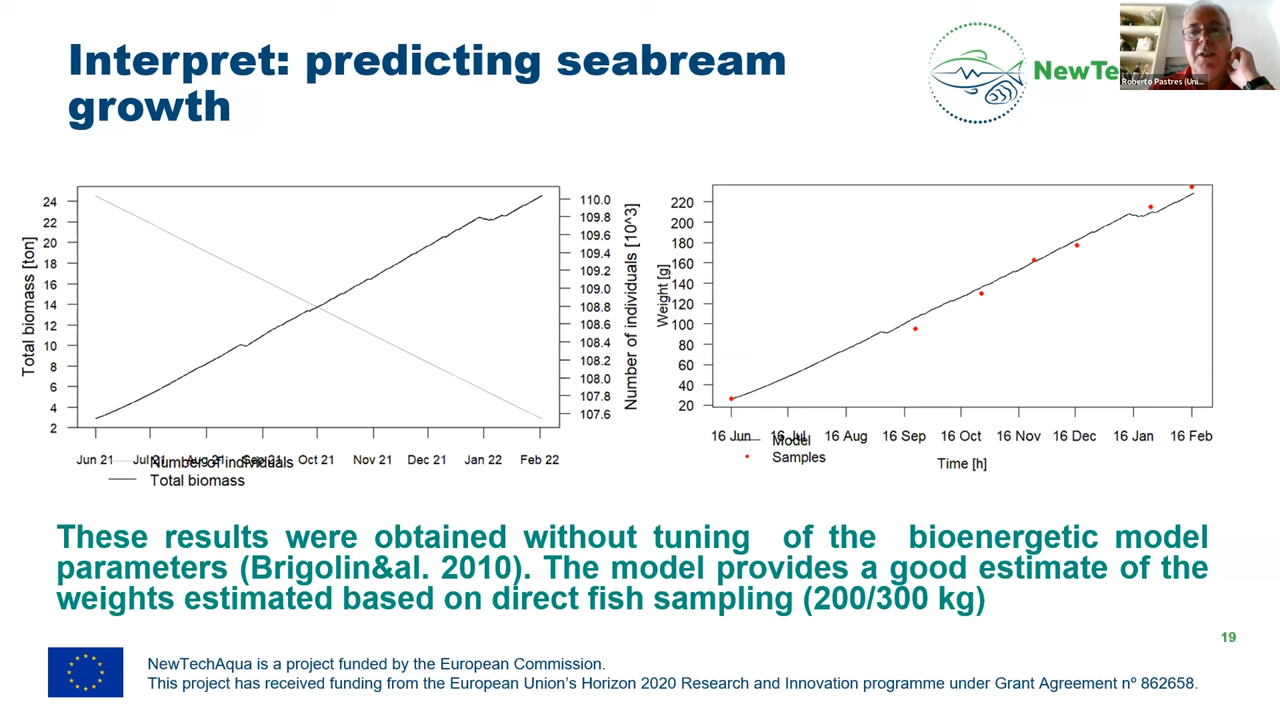 Interpret: predicting seabream
growth
NewTe
Roberto Pastres (Uni...
Total biomass [ton]
24
22
20
18
16
14
12
10
8
6
4
2
110.0
109.8
109.6
109.4
109.2
109.0
108.8
108.6
108.4
108.2
108.0
107.8
107.6
Number of individuals [10^3]
Jun 21 Jul 21 Aug 21 Sep 21 Oct 21 Nov 21 Dec 21 Jan 22 Feb 22
Number of individuals
Total biomass
Weight [g]
220
200
180
160
140
120
100
80
60
40
20
16 Jun 16 Jul 16 Aug 16 Sep 16 Oct 16 Nov 16 Dec 16 Jan 16 Feb
Model
Samples
Time [h]
These results were obtained without tuning of the bioenergetic model
parameters (Brigolin&al. 2010). The model provides a good estimate of the
weights estimated based on direct fish sampling (200/300 kg)
19
NewTechAqua is a project funded by the European Commission.
This project has received funding from the European Union's Horizon 2020 Research and Innovation programme under Grant Agreement nº 862658.